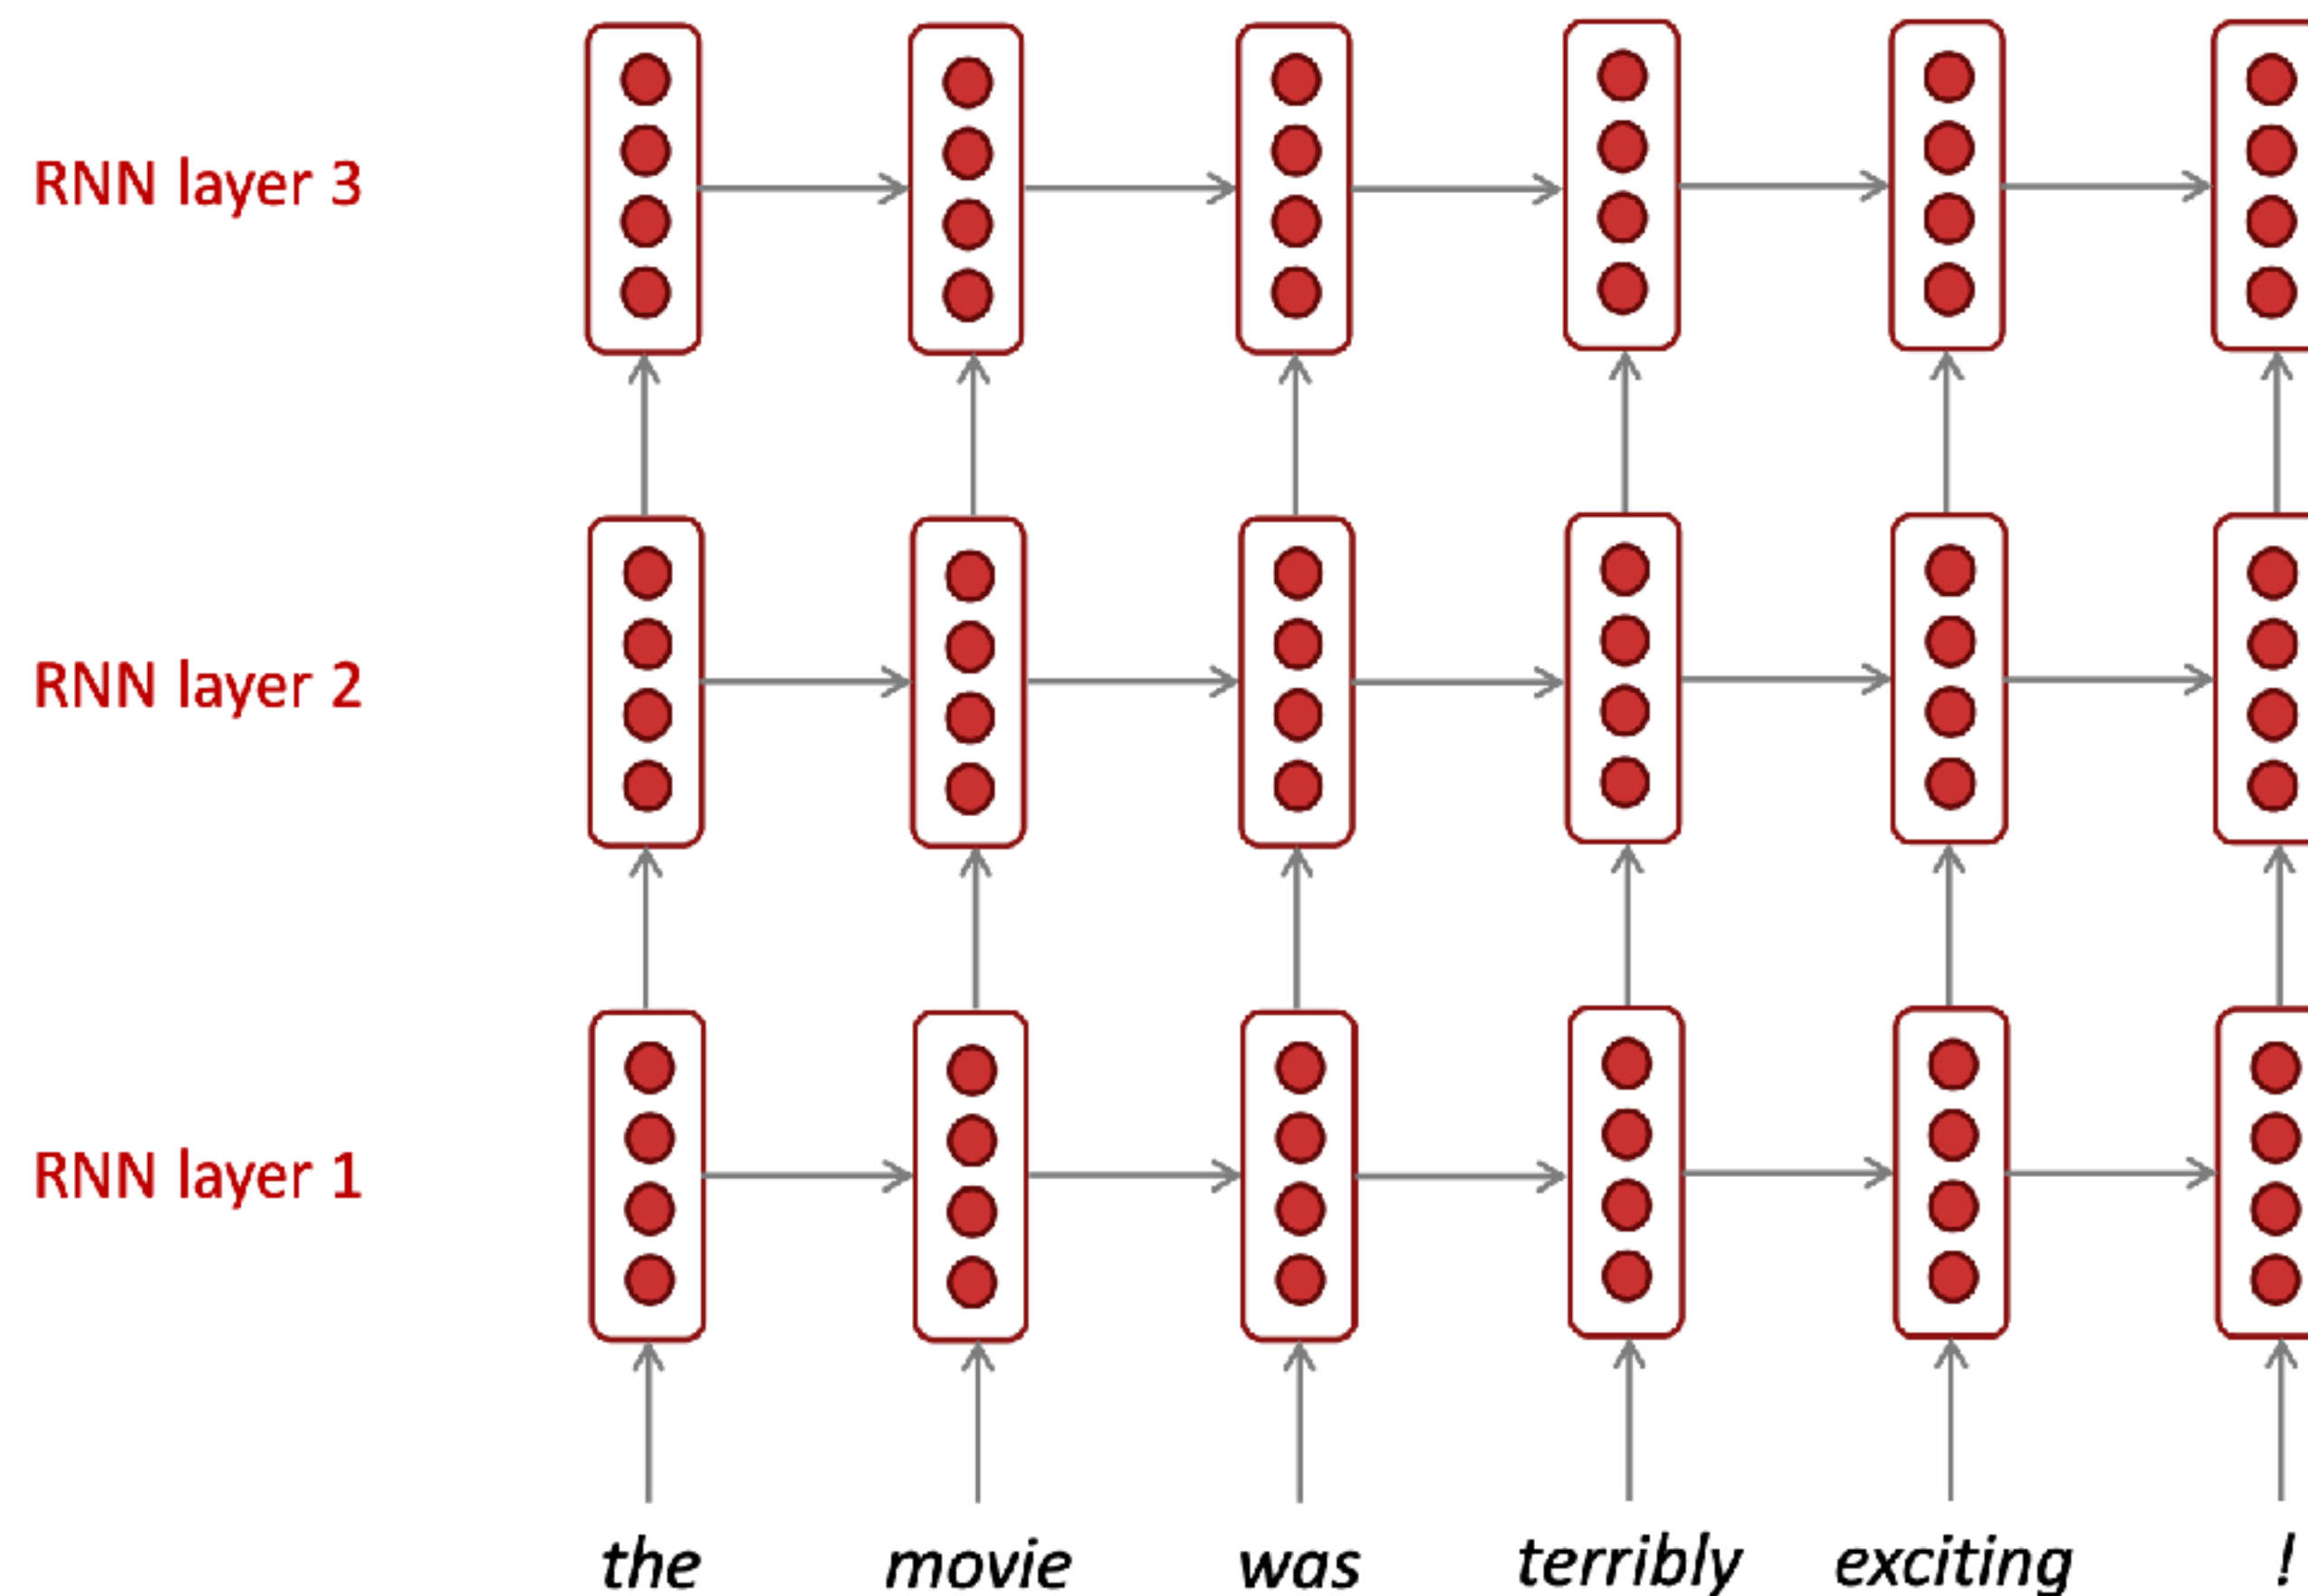 RNN layer 3
RNN layer 2
RNN layer 1
the movie was terribly exciting !